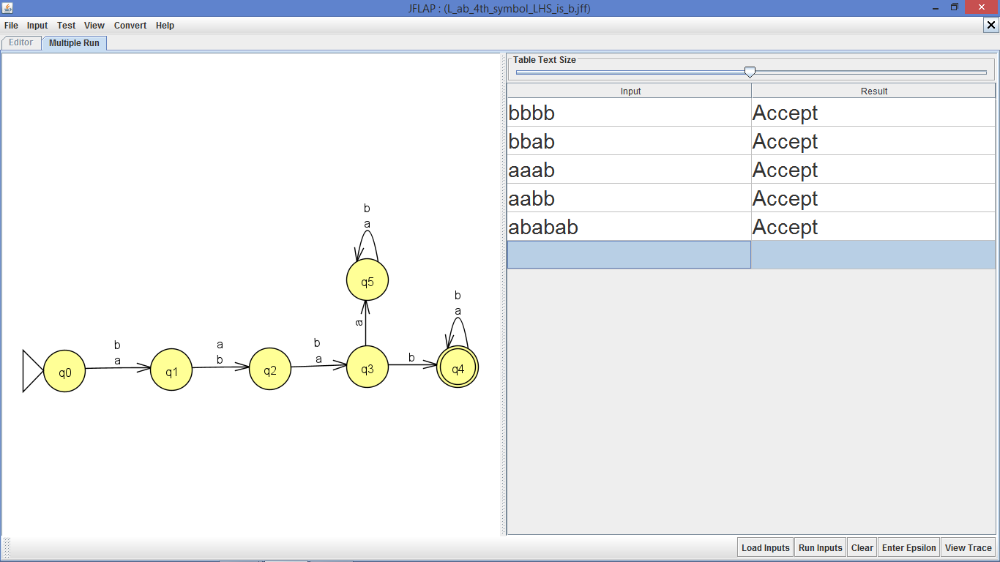 JFLAP : (L_ab_4th_symbol_LHS_is_b.jff)
File Input Test View Convert Help
Editor Multiple Run
Table Text Size
Input Result
bbbb Accept
bbab Accept
aaab Accept
aabb Accept
ababab Accept
b
a
q5
b
a
a
b
a
q0
b
a
q1
a
b
q2
b
a
q3
b
q4
Load Inputs Run Inputs Clear Enter Epsilon View Trace